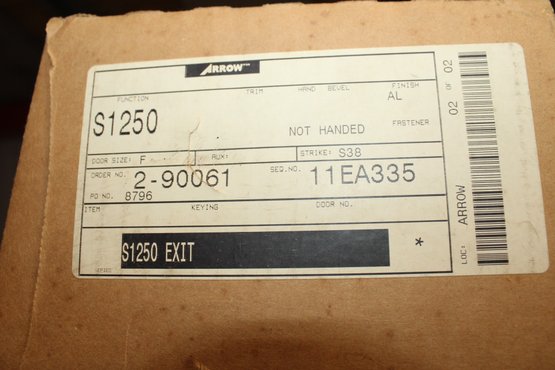 ARROW
FUNCTION TRIM HAND BEVEL FINISH
S1250 AL
NOT HANDED FASTENER
DOOR SIZE: F AUX: STRIKE: S38
ORDER NO. 2-90061 SEQ.NO. 11EA335
PO NO. 8796
ITEM KEYING DOOR NO.
S1250 EXIT *
SERIES
LOC: ARROW 02 OF 02